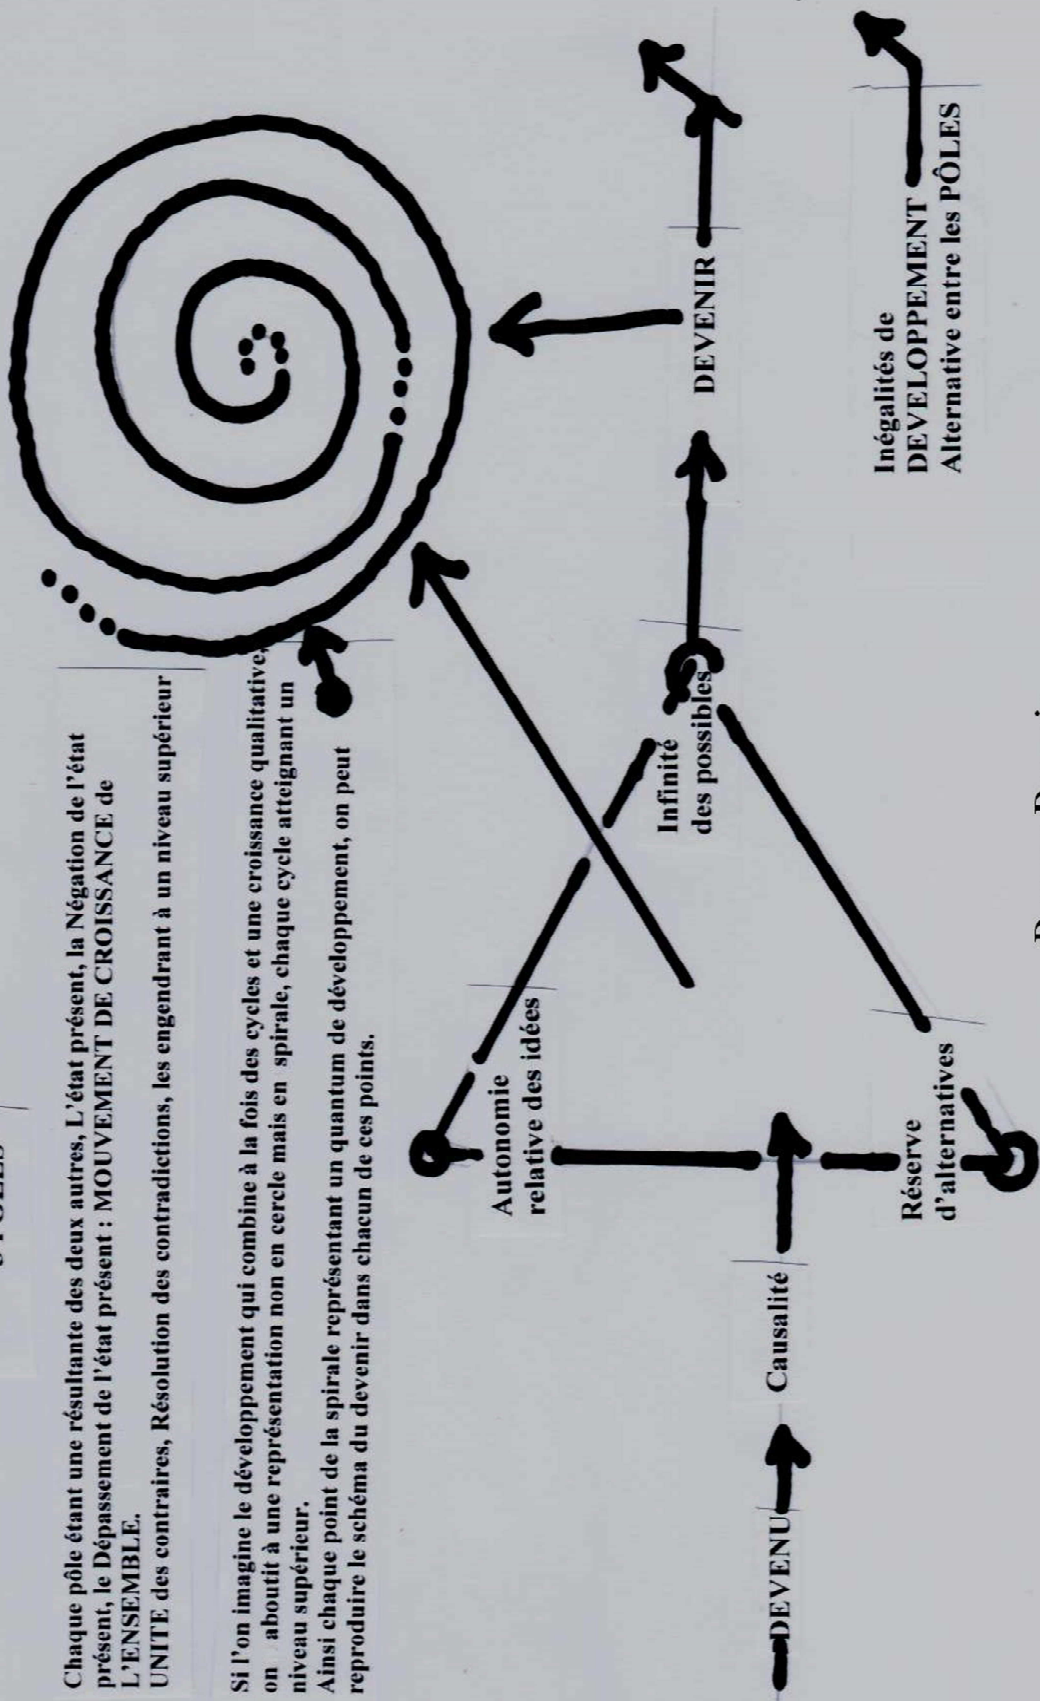 Chaque pôle étant une résultante des deux autres, L'état présent, la Négation de l'état
présent, le Dépassement de l'état présent : MOUVEMENT DE CROISSANCE de
L'ENSEMBLE.
UNITE des contraires, Résolution des contradictions, les engendrant à un niveau supérieur
Si l'on imagine le développement qui combine à la fois des cycles et une croissance qualitative,
on aboutit à une représentation non en cercle mais en spirale, chaque cycle atteignant un
niveau supérieur.
Ainsi chaque point de la spirale représentant un quantum de développement, on peut
reproduire le schéma du devenir dans chacun de ces points.
Autonomie
relative des idées
Infinité
des possibles
DEVENU
Causalité
DEVENIR
Réserve
d'alternatives
Inégalités de
DEVELOPPEMENT
Alternative entre les PÔLES